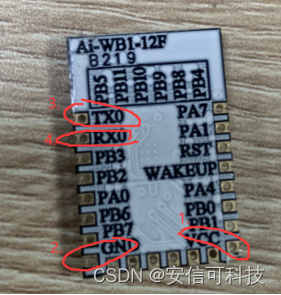 Ai-WB1-12F
B219
PB5
PB11
PB10
PB9
PB8
PB4
3
TX0
PA7
4
RX0
PA1
PB3
RST
PB2
WAKEUP
PA0
PA4
PB6
PB0
1
PB7
PB1
2
GND
VCC
CSDN @安信可科技